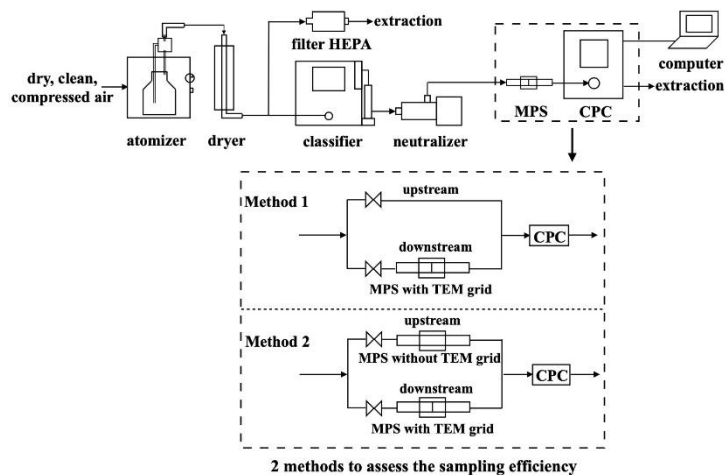 extraction
filter HEPA
dry, clean,
compressed air
atomizer
dryer
classifier
neutralizer
MPS
CPC
computer
extraction
Method 1
upstream
downstream
MPS with TEM grid
CPC
Method 2
upstream
MPS without TEM grid
downstream
MPS with TEM grid
CPC
2 methods to assess the sampling efficiency